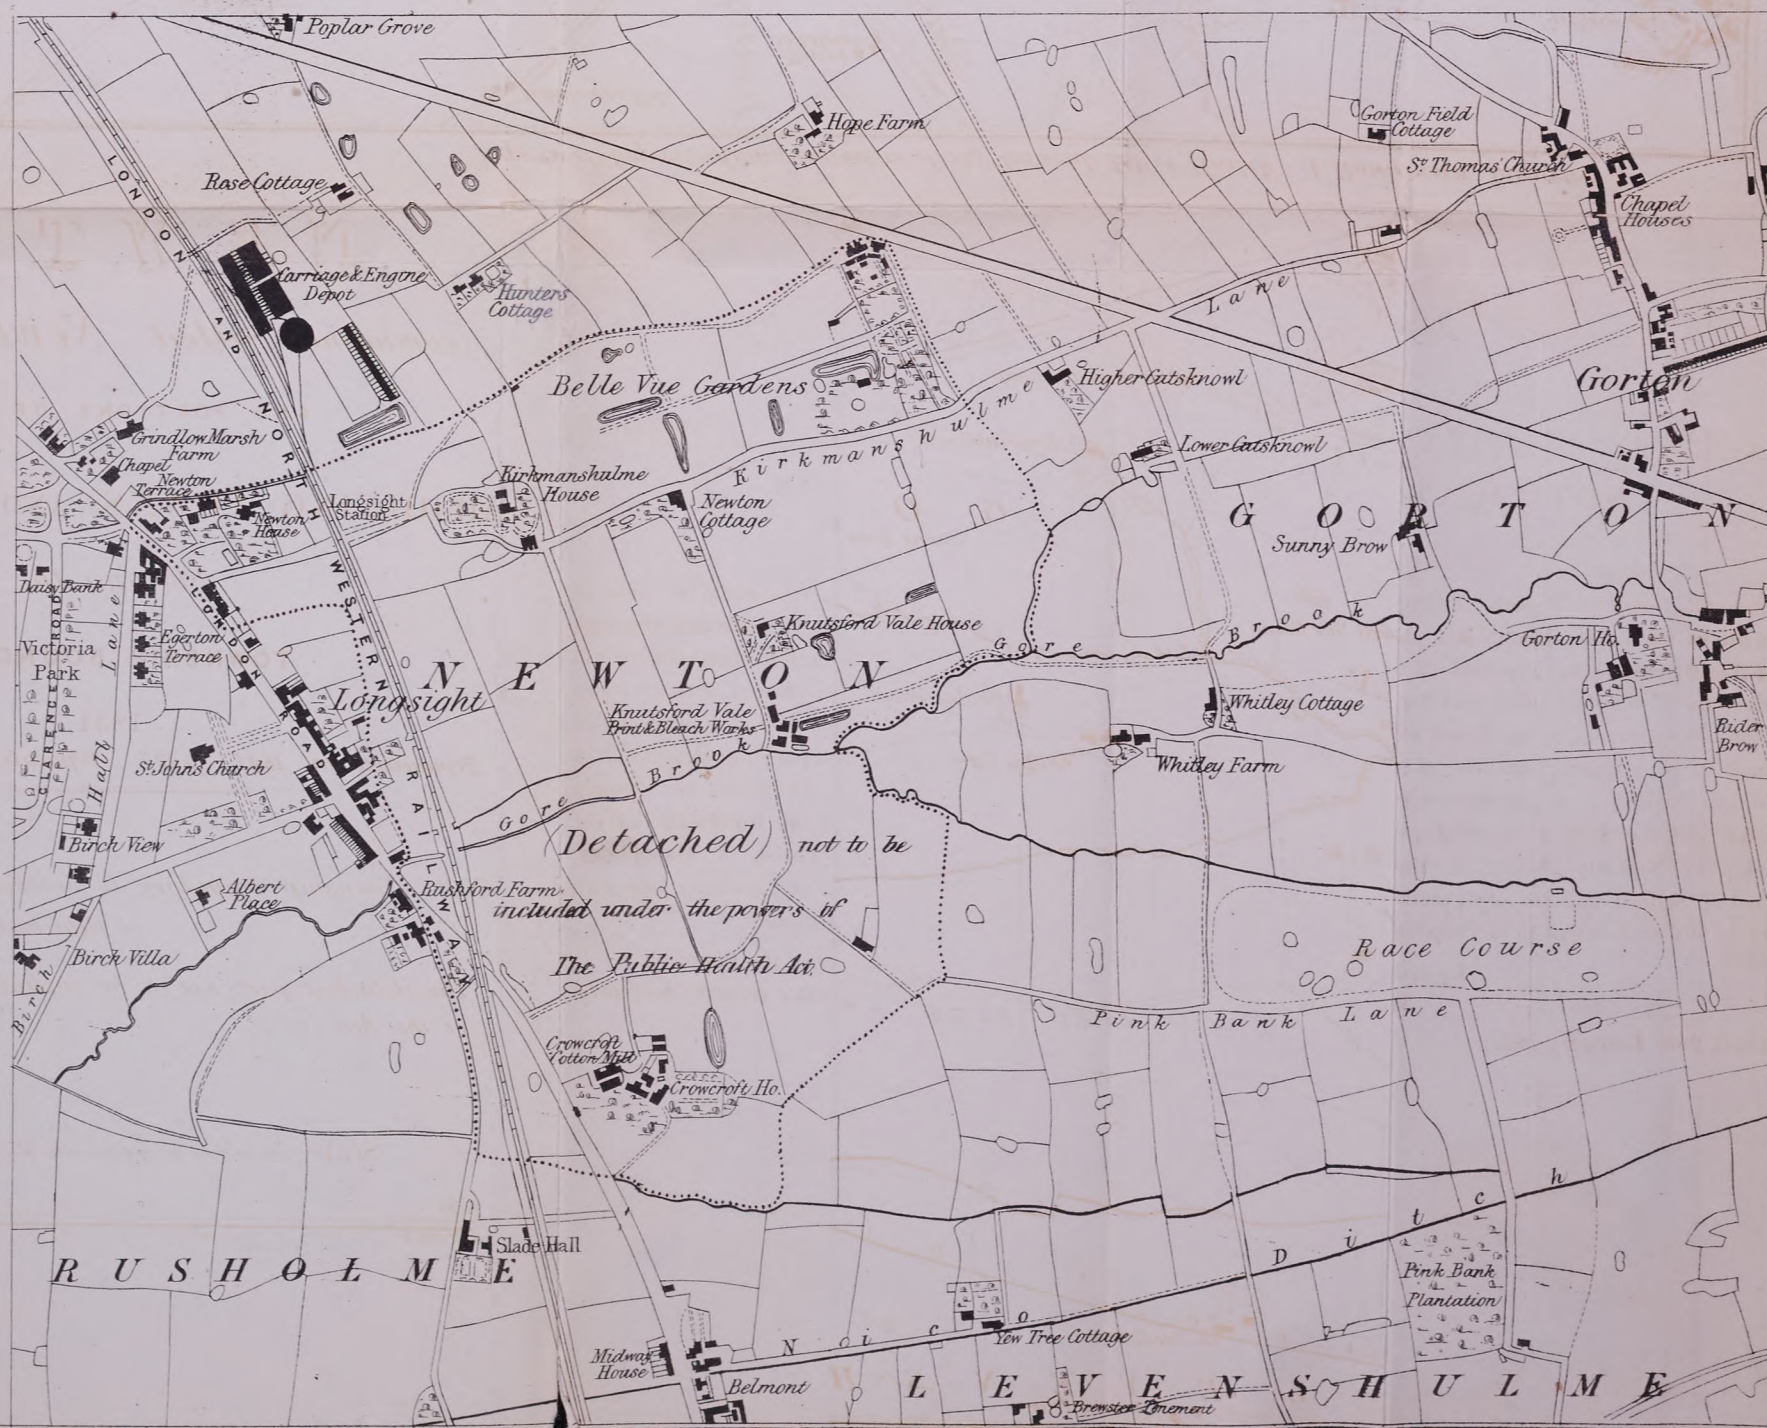 Poplar Grove
Hope Farm
Gorton Field
Cottage
St. Thomas' Church
Chapel
Houses
Rose Cottage
Carriage & Engine
Depot
Hunters
Cottage
LONDON AND NORTH WESTERN RAILWAY
Belle Vue Gardens
Kirkmanshulme Lane
Higher Catsknowl
Lower Catsknowl
Gorton
GORTON
Sunny Brow
Grindlow Marsh
Farm
Chapel
Newton
Terrace
Newton
House
Longsight
Station
Kirkmanshulme
House
Newton
Cottage
Daisy Bank
Victoria
Park
CLARENCE ROAD
Birch Hall Lane
Egerton
Terrace
LONDON ROAD
Longsight
NEWTON
Knutsford Vale House
Knutsford Vale
Print & Bleach Works
Gore Brook
Gore Brook
Gorton Ho.
Whitley Cottage
Whitley Farm
Rider
Brow
St. John's Church
Birch View
Albert
Place
Birch Villa
Rushford Farm
(Detached) not to be
included under the powers of
The Public Health Act.
Race Course
Pink Bank Lane
Crowcroft
Cotton Mill
Crowcroft Ho.
RUSHOLME
Slade Hall
Nico Ditch
Pink Bank
Plantation
Yew Tree Cottage
Midway
House
Belmont
LEVENSHULME
Brewster Tenement